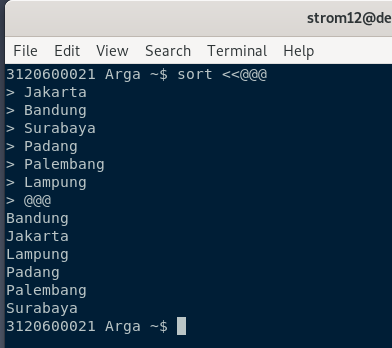 strom12@de
File Edit View Search Terminal Help
3120600021 Arga ~$ sort <<@@@
> Jakarta
> Bandung
> Surabaya
> Padang
> Palembang
> Lampung
> @@@
Bandung
Jakarta
Lampung
Padang
Palembang
Surabaya
3120600021 Arga ~$